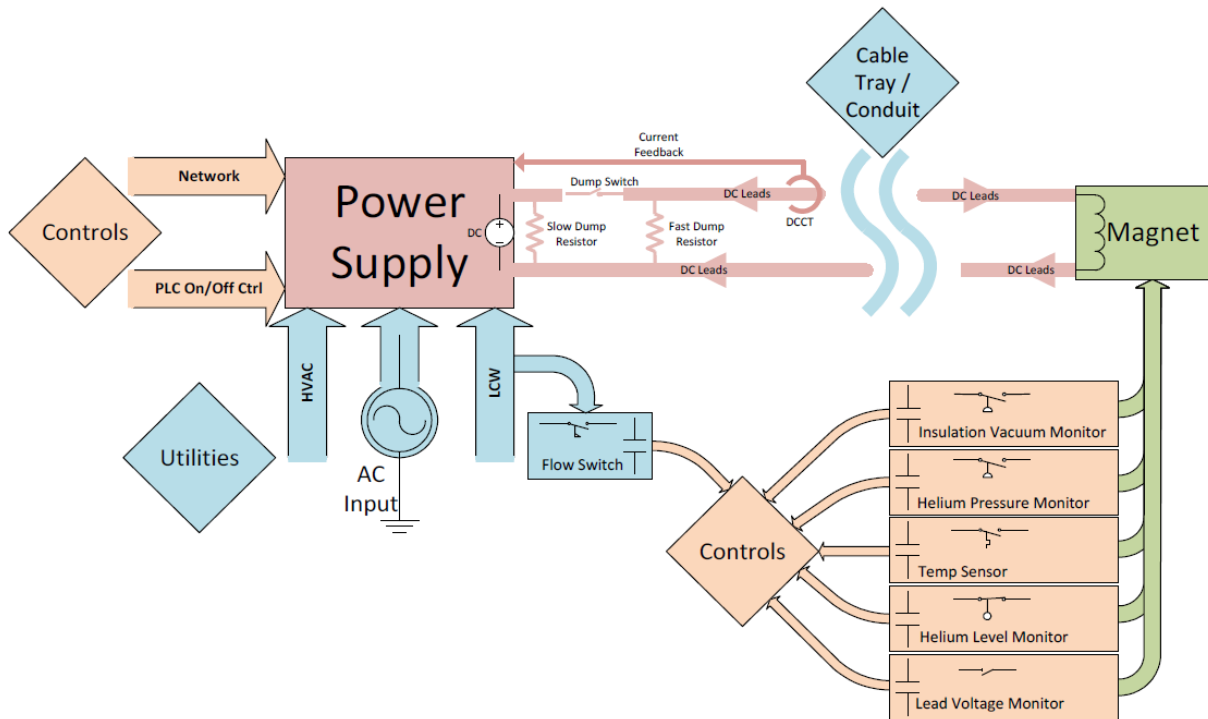 Cable
Tray /
Conduit
Current
Feedback
Network
Controls
PLC On/Off Ctrl
Power
Supply
DC
+
−
Dump Switch
Slow Dump
Resistor
Fast Dump
Resistor
DC Leads
DCCT
DC Leads
DC Leads
DC Leads
Magnet
HVAC
LCW
Utilities
AC
Input
Flow Switch
Controls
Insulation Vacuum Monitor
Helium Pressure Monitor
Temp Sensor
Helium Level Monitor
Lead Voltage Monitor